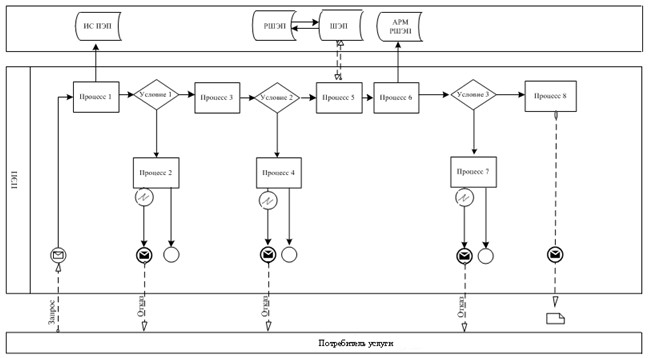 ИС ПЭП
РШЭП
ШЭП
АРМ
РШЭП
ПЭП
Процесс 1
Условие 1
Процесс 3
Условие 2
Процесс 5
Процесс 6
Условие 3
Процесс 8
Процесс 2
Процесс 4
Процесс 7
Запрос
Отказ
Отказ
Отказ
Потребитель услуги